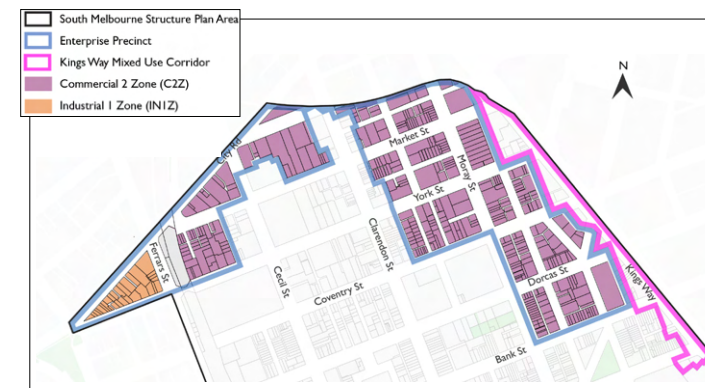 South Melbourne Structure Plan Area
Enterprise Precinct
Kings Way Mixed Use Corridor
Commercial 2 Zone (C2Z)
Industrial 1 Zone (IN1Z)
N
City Rd
Market St
Moray St
York St
Ferrars St
Clarendon St
Cecil St
Coventry St
Dorcas St
Kings Way
Bank St